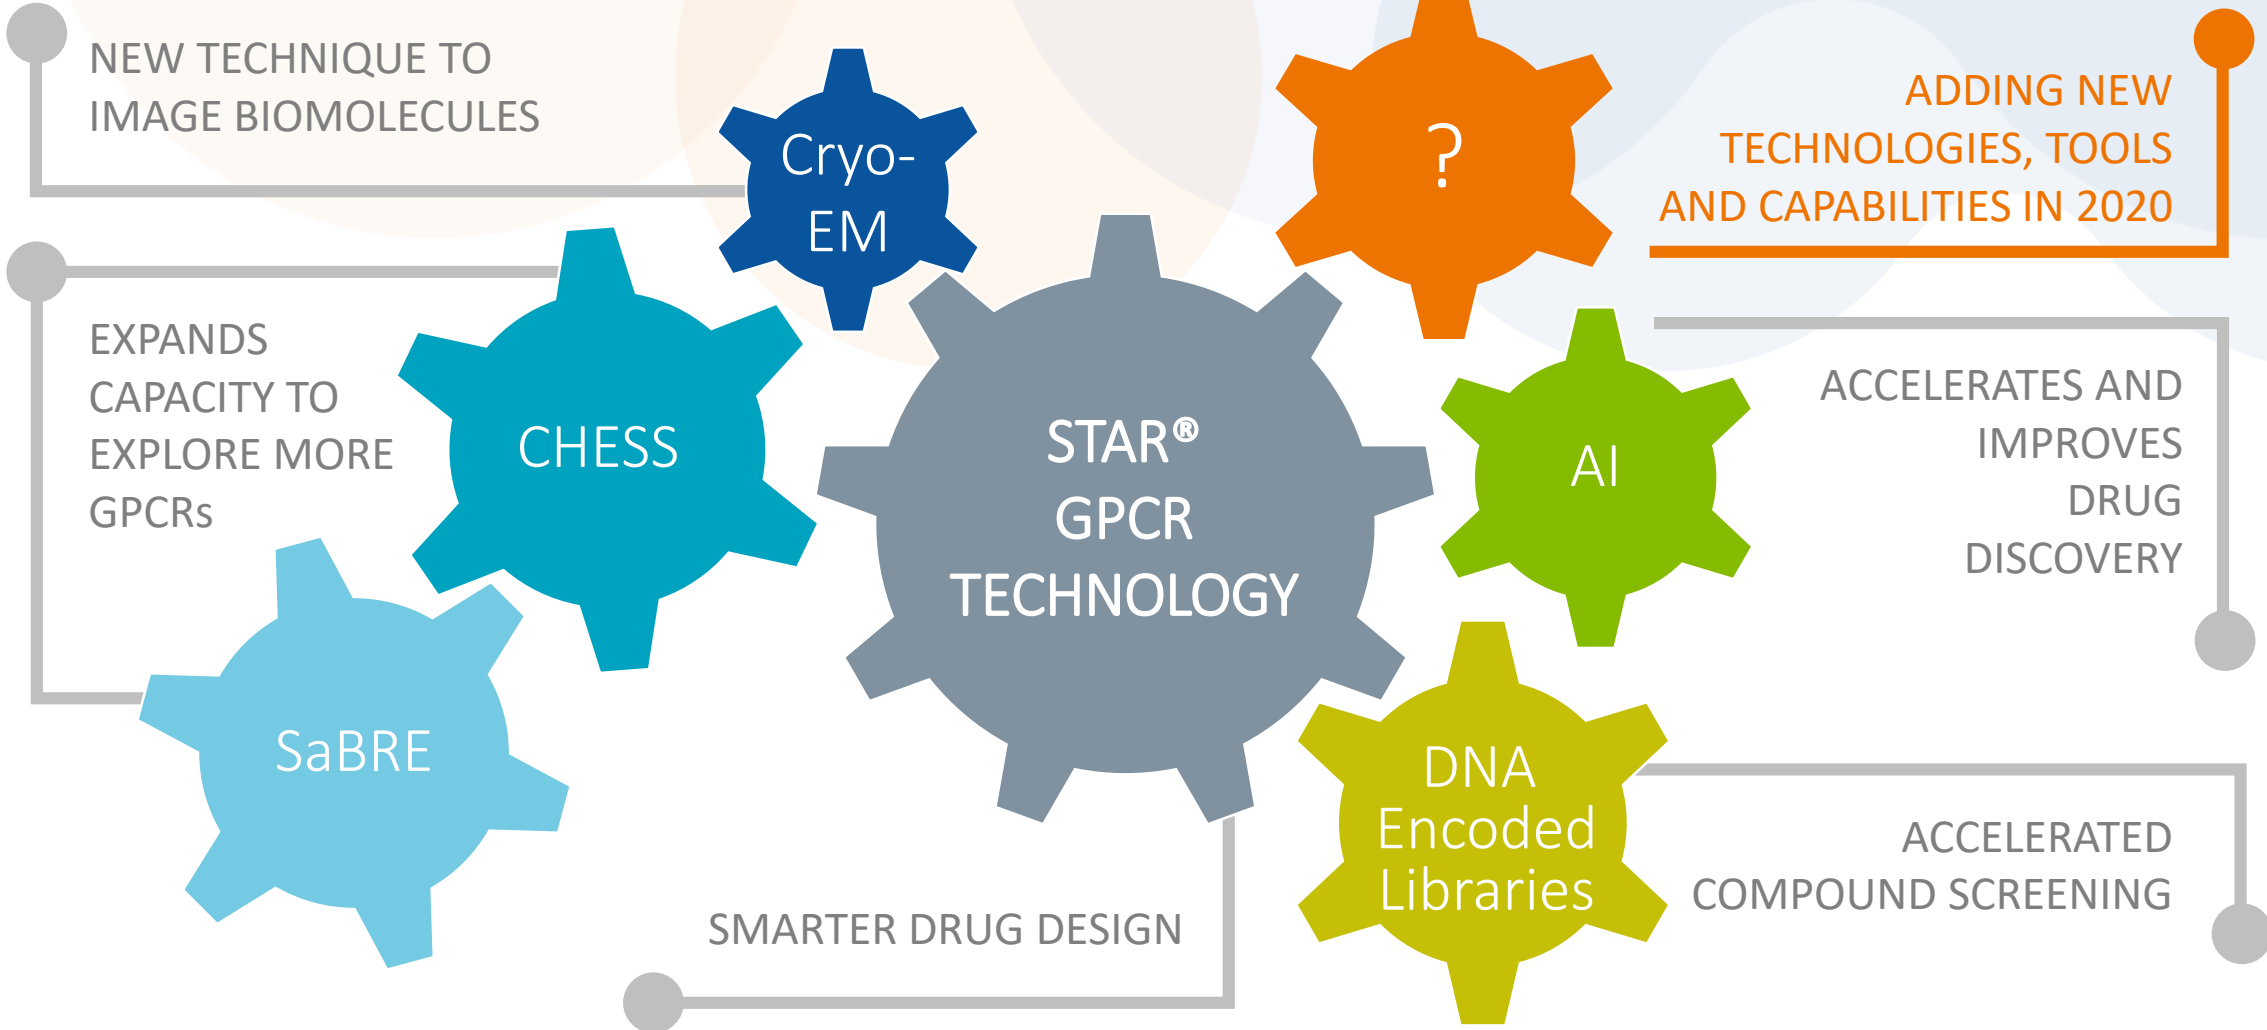 NEW TECHNIQUE TO
IMAGE BIOMOLECULES
Cryo-
EM
?
ADDING NEW
TECHNOLOGIES, TOOLS
AND CAPABILITIES IN 2020
EXPANDS
CAPACITY TO
EXPLORE MORE
GPCRs
CHESS
STAR®
GPCR
TECHNOLOGY
AI
ACCELERATES AND
IMPROVES
DRUG
DISCOVERY
SaBRE
DNA
Encoded
Libraries
ACCELERATED
COMPOUND SCREENING
SMARTER DRUG DESIGN